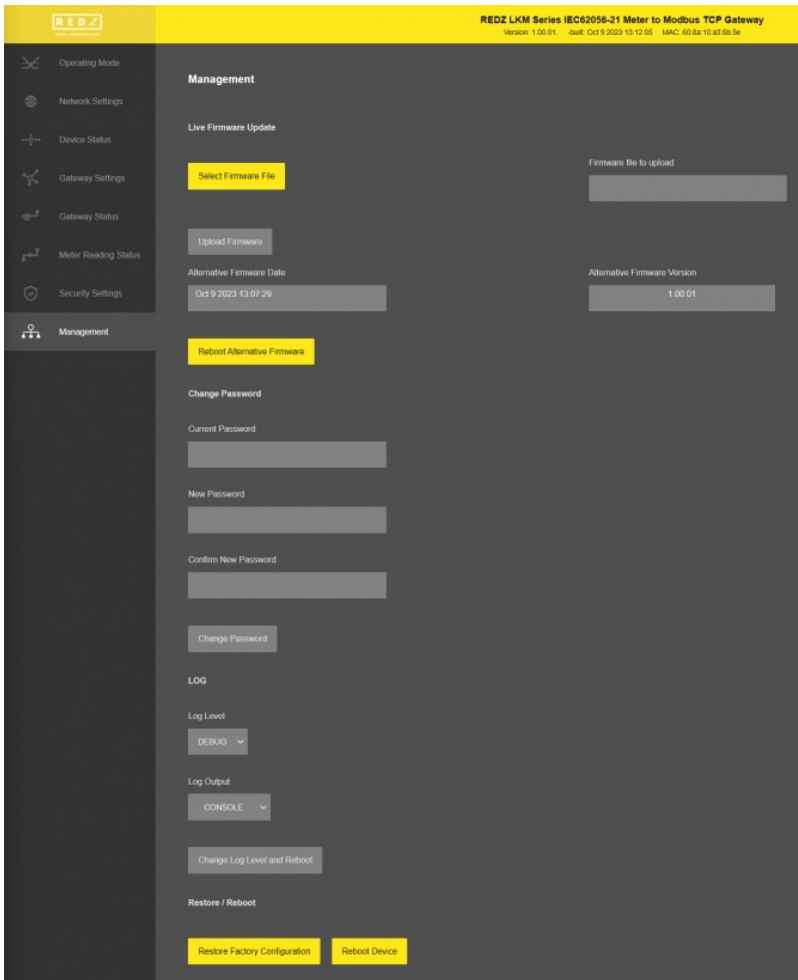 REDZ
REDZ LKM Series IEC62056-21 Meter to Modbus TCP Gateway
Version: 1.00.01, -built: Oct 9 2023 13:12:05 MAC: 60:8a:10:a3:6b:5e
Operating Mode
Network Settings
Device Status
Gateway Settings
Gateway Status
Meter Reading Status
Security Settings
Management
Management
Live Firmware Update
Select Firmware File
Firmware file to upload
Upload Firmware
Alternative Firmware Date
Alternative Firmware Version
Oct 9 2023 13:07:29
1.00.01
Reboot Alternative Firmware
Change Password
Current Password
New Password
Confirm New Password
Change Password
LOG
Log Level
DEBUG
Log Output
CONSOLE
Change Log Level and Reboot
Restore / Reboot
Restore Factory Configuration
Reboot Device